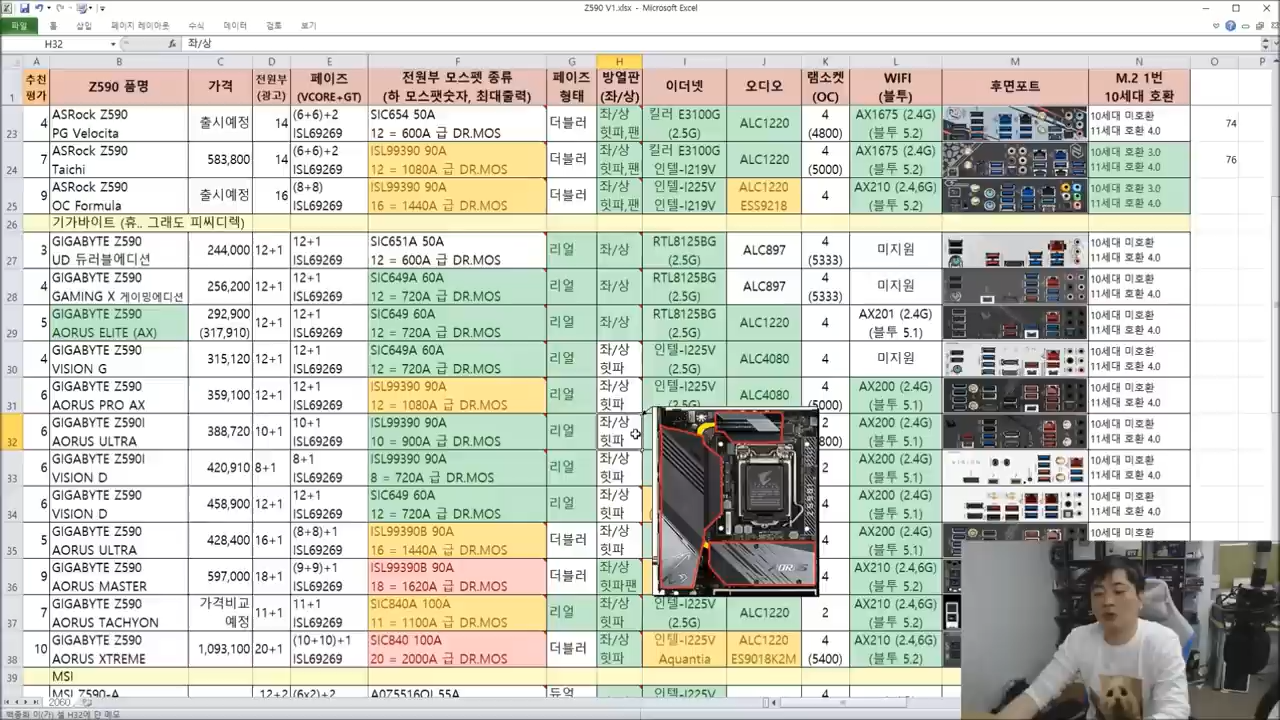 Z590 V1.xlsx - Microsoft Excel
파일 홈 삽입 페이지 레이아웃 수식 데이터 검토 보기
H32 fx 좌/상
A B C D E F G H I J K L M N O P
1 추천 평가 Z590 품명 가격 전원부 (광고) 페이즈 (VCORE+GT) 전원부 모스펫 종류 (하 모스팻숫자, 최대출력) 페이즈 형태 방열판 (좌/상) 이더넷 오디오 램소켓 (OC) WIFI (블투) 후면포트 M.2 1번 10세대 호환
23 4 ASRock Z590 PG Velocita 출시예정 14 (6+6)+2 ISL69269 SIC654 50A 12 = 600A 급 DR.MOS 더블러 좌/상 힛파,팬 킬러 E3100G (2.5G) ALC1220 4 (4800) AX1675 (2.4G) (블투 5.2) 10세대 미호환 11세대 호환 4.0 74
24 7 ASRock Z590 Taichi 583,800 14 (6+6)+2 ISL69269 ISL99390 90A 12 = 1080A 급 DR.MOS 더블러 좌/상 힛파,팬 킬러 E3100G 인텔-I219V ALC1220 4 (5000) AX1675 (2.4G) (블투 5.2) 10세대 호환 3.0 11세대 호환 4.0 76
25 9 ASRock Z590 OC Formula 출시예정 16 (8+8) ISL69269 ISL99390 90A 16 = 1440A 급 DR.MOS 더블러 좌/상 힛파,팬 인텔-I225V 인텔-I219V ALC1220 ESS9218 4 AX210 (2.4,6G) (블투 5.2) 10세대 호환 3.0 11세대 호환 4.0
26 기가바이트 (휴.. 그래도 피씨디렉)
27 3 GIGABYTE Z590 UD 듀러블에디션 244,000 12+1 12+1 ISL69269 SIC651A 50A 12 = 600A 급 DR.MOS 리얼 좌/상 RTL8125BG (2.5G) ALC897 4 (5333) 미지원 10세대 미호환 11세대 호환 4.0
28 4 GIGABYTE Z590 GAMING X 게이밍에디션 256,200 12+1 12+1 ISL69269 SIC649A 60A 12 = 720A 급 DR.MOS 리얼 좌/상 RTL8125BG (2.5G) ALC897 4 (5333) 미지원 10세대 미호환 11세대 호환 4.0
29 5 GIGABYTE Z590 AORUS ELITE (AX) 292,900 (317,910) 12+1 12+1 ISL69269 SIC649 60A 12 = 720A 급 DR.MOS 리얼 좌/상 RTL8125BG (2.5G) ALC1220 4 AX201 (2.4G) (블투 5.1) 10세대 미호환 11세대 호환 4.0
30 4 GIGABYTE Z590 VISION G 315,120 12+1 12+1 ISL69269 SIC649A 60A 12 = 720A 급 DR.MOS 리얼 좌/상 힛파 인텔-I225V (2.5G) ALC4080 4 미지원 10세대 미호환 11세대 호환 4.0
31 6 GIGABYTE Z590 AORUS PRO AX 359,100 12+1 12+1 ISL69269 ISL99390 90A 12 = 1080A 급 DR.MOS 리얼 좌/상 힛파 인텔-I225V (2.5G) ALC4080 4 (5000) AX200 (2.4G) (블투 5.1) 10세대 미호환 11세대 호환 4.0
32 6 GIGABYTE Z590I AORUS ULTRA 388,720 10+1 10+1 ISL69269 ISL99390 90A 10 = 900A 급 DR.MOS 리얼 좌/상 힛파 2 800) AX200 (2.4G) (블투 5.1) 10세대 미호환 11세대 호환 4.0
33 6 GIGABYTE Z590I VISION D 420,910 8+1 8+1 ISL69269 ISL99390 90A 8 = 720A 급 DR.MOS 리얼 좌/상 힛파 2 AX200 (2.4G) (블투 5.1) 10세대 미호환 11세대 호환 4.0
34 6 GIGABYTE Z590 VISION D 458,900 12+1 12+1 ISL69269 SIC649 60A 12 = 720A 급 DR.MOS 리얼 좌/상 힛파 4 AX200 (2.4G) (블투 5.1) 10세대 미호환 11세대 호환 4.0
35 5 GIGABYTE Z590 AORUS ULTRA 428,400 16+1 (8+8)+1 ISL69269 ISL99390B 90A 16 = 1440A 급 DR.MOS 더블러 좌/상 힛파 4 AX200 (2.4G) (블투 5.1) 10세대 미호환
36 9 GIGABYTE Z590 AORUS MASTER 597,000 18+1 (9+9)+1 ISL69269 ISL99390B 90A 18 = 1620A 급 DR.MOS 더블러 좌/상 힛파팬 4 AX210 (2.4,6G) (블투 5.2)
37 7 GIGABYTE Z590 AORUS TACHYON 가격비교 예정 11+1 11+1 ISL69269 SIC840A 100A 11 = 1100A 급 DR.MOS 리얼 좌/상 힛파 인텔-I225V (2.5G) ALC1220 2 AX210 (2.4,6G) (블투 5.2)
38 10 GIGABYTE Z590 AORUS XTREME 1,093,100 20+1 (10+10)+1 ISL69269 SIC840 100A 20 = 2000A 급 DR.MOS 더블러 좌/상 힛파 인텔-I225V Aquantia ALC1220 ES9018K2M 4 (5400) AX210 (2.4,6G) (블투 5.2)
39 MSI
MSI Z590-A 12+2 (6x2)+2 듀얼 좌/상 인텔-I225V 4
2060